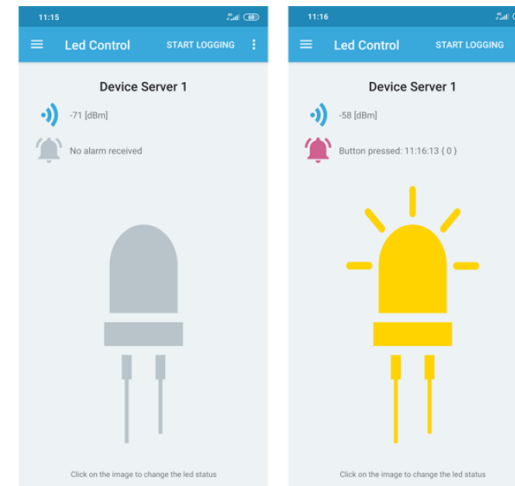 11:15
68
Led Control START LOGGING
Device Server 1
-71 [dBm]
No alarm received
Click on the image to change the led status
11:16
Led Control START LOGGING
Device Server 1
-58 [dBm]
Button pressed: 11:16:13 { 0 }
Click on the image to change the led status